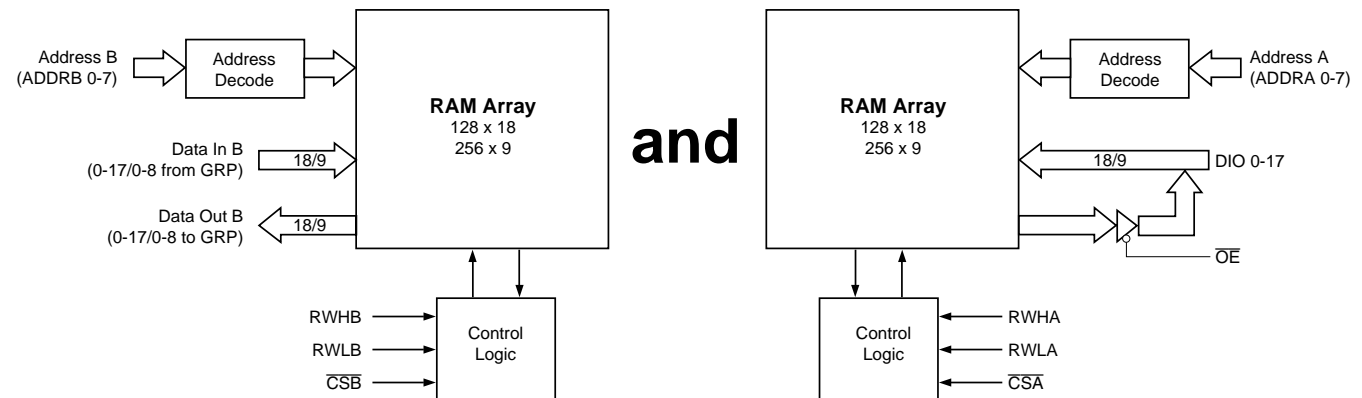 Address B
(ADDRB 0-7)
Address
Decode
RAM Array
128 x 18
256 x 9
Data In B
(0-17/0-8 from GRP)
18/9
Data Out B
(0-17/0-8 to GRP)
18/9
RWHB
RWLB
C̅S̅B̅
Control
Logic
and
RAM Array
128 x 18
256 x 9
Address
Decode
Address A
(ADDRA 0-7)
18/9
DIO 0-17
O̅E̅
Control
Logic
RWHA
RWLA
C̅S̅A̅